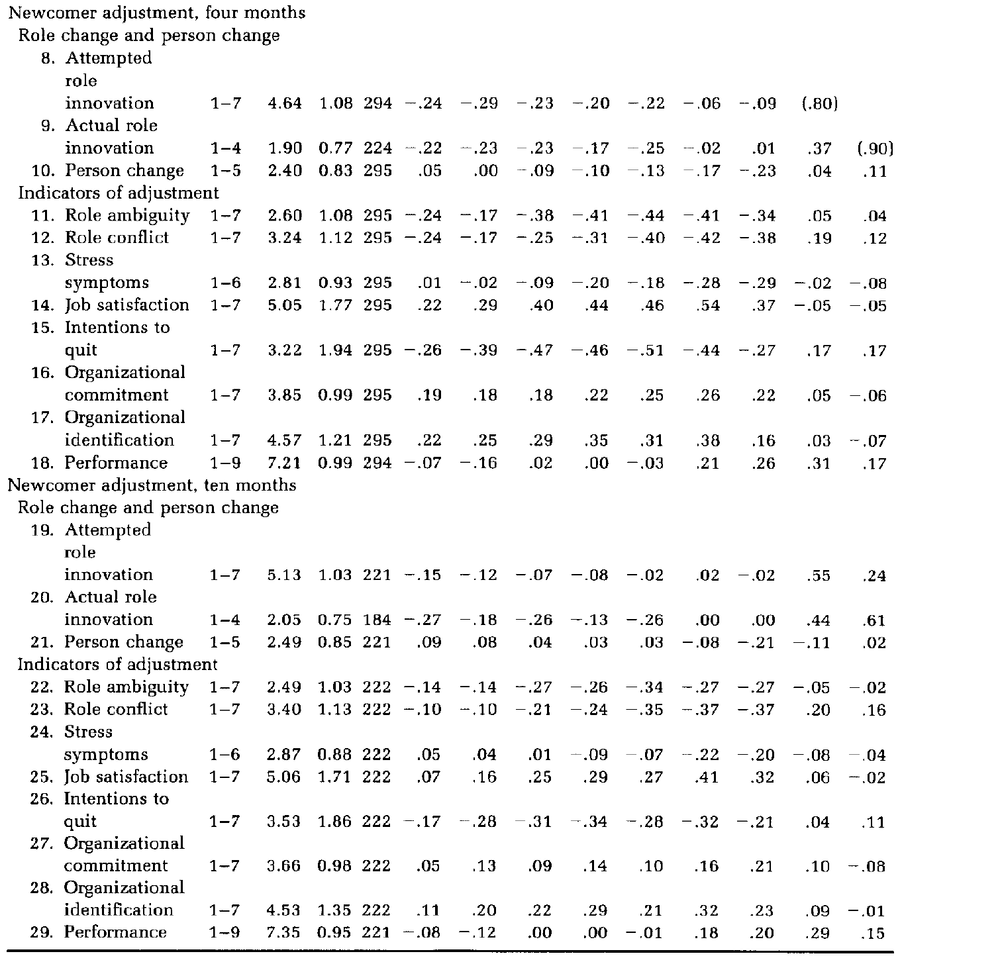 Newcomer adjustment, four months
Role change and person change
8. Attempted
role
innovation 1–7 4.64 1.08 294 −.24 −.29 −.23 −.20 −.22 −.06 −.09 (.80)
9. Actual role
innovation 1–4 1.90 0.77 224 −.22 −.23 −.23 −.17 −.25 −.02 .01 .37 (.90)
10. Person change 1–5 2.40 0.83 295 .05 .00 −.09 −.10 −.13 −.17 −.23 .04 .11
Indicators of adjustment
11. Role ambiguity 1–7 2.60 1.08 295 −.24 −.17 −.38 −.41 −.44 −.41 −.34 .05 .04
12. Role conflict 1–7 3.24 1.12 295 −.24 −.17 −.25 −.31 −.40 −.42 −.38 .19 .12
13. Stress
symptoms 1–6 2.81 0.93 295 .01 −.02 −.09 −.20 −.18 −.28 −.29 −.02 −.08
14. Job satisfaction 1–7 5.05 1.77 295 .22 .29 .40 .44 .46 .54 .37 −.05 −.05
15. Intentions to
quit 1–7 3.22 1.94 295 −.26 −.39 −.47 −.46 −.51 −.44 −.27 .17 .17
16. Organizational
commitment 1–7 3.85 0.99 295 .19 .18 .18 .22 .25 .26 .22 .05 −.06
17. Organizational
identification 1–7 4.57 1.21 295 .22 .25 .29 .35 .31 .38 .16 .03 −.07
18. Performance 1–9 7.21 0.99 294 −.07 −.16 .02 .00 −.03 .21 .26 .31 .17
Newcomer adjustment, ten months
Role change and person change
19. Attempted
role
innovation 1–7 5.13 1.03 221 −.15 −.12 −.07 −.08 −.02 .02 −.02 .55 .24
20. Actual role
innovation 1–4 2.05 0.75 184 −.27 −.18 −.26 −.13 −.26 .00 .00 .44 .61
21. Person change 1–5 2.49 0.85 221 .09 .08 .04 .03 .03 −.08 −.21 −.11 .02
Indicators of adjustment
22. Role ambiguity 1–7 2.49 1.03 222 −.14 −.14 −.27 −.26 −.34 −.27 −.27 −.05 −.02
23. Role conflict 1–7 3.40 1.13 222 −.10 −.10 −.21 −.24 −.35 −.37 −.37 .20 .16
24. Stress
symptoms 1–6 2.87 0.88 222 .05 .04 .01 −.09 −.07 −.22 −.20 −.08 −.04
25. Job satisfaction 1–7 5.06 1.71 222 .07 .16 .25 .29 .27 .41 .32 .06 −.02
26. Intentions to
quit 1–7 3.53 1.86 222 −.17 −.28 −.31 −.34 −.28 −.32 −.21 .04 .11
27. Organizational
commitment 1–7 3.66 0.98 222 .05 .13 .09 .14 .10 .16 .21 .10 −.08
28. Organizational
identification 1–7 4.53 1.35 222 .11 .20 .22 .29 .21 .32 .23 .09 −.01
29. Performance 1–9 7.35 0.95 221 −.08 −.12 .00 .00 −.01 .18 .20 .29 .15